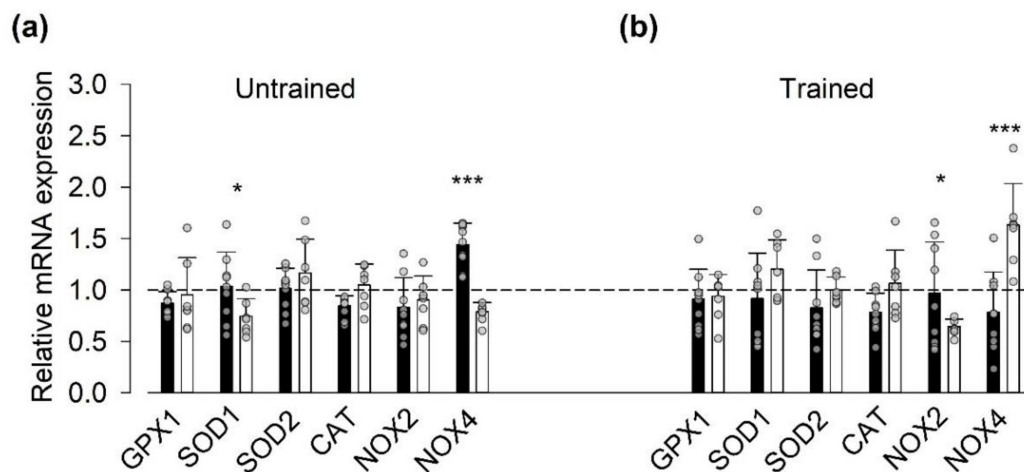 (a)
(b)
Untrained
Trained
Relative mRNA expression
3.0
2.5
2.0
1.5
1.0
0.5
0.0
*
***
*
***
GPX1
SOD1
SOD2
CAT
NOX2
NOX4
GPX1
SOD1
SOD2
CAT
NOX2
NOX4